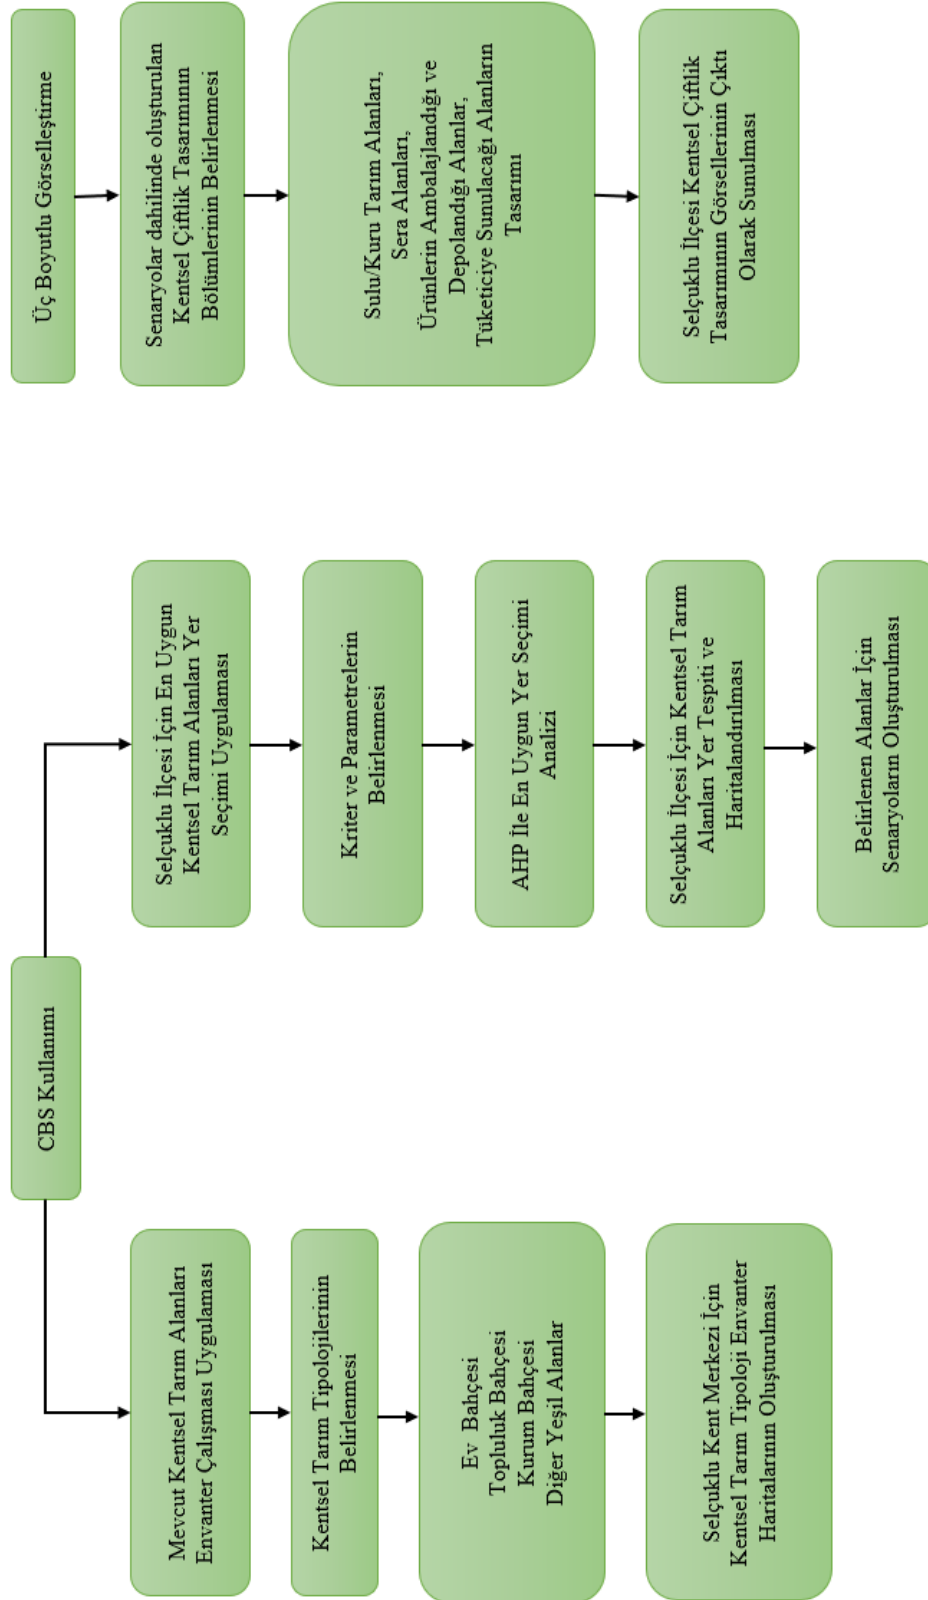 CBS Kullanımı
Mevcut Kentsel Tarım Alanları
Envanter Çalışması Uygulaması
Kentsel Tarım Tipolojilerinin
Belirlenmesi
Ev Bahçesi
Topluluk Bahçesi
Kurum Bahçesi
Diğer Yeşil Alanlar
Selçuklu Kent Merkezi İçin
Kentsel Tarım Tipoloji Envanter
Haritalarının Oluşturulması
Selçuklu İlçesi İçin En Uygun
Kentsel Tarım Alanları Yer
Seçimi Uygulaması
Kriter ve Parametrelerin
Belirlenmesi
AHP İle En Uygun Yer Seçimi
Analizi
Selçuklu İlçesi İçin Kentsel Tarım
Alanları Yer Tespiti ve
Haritalandırılması
Belirlenen Alanlar İçin
Senaryoların Oluşturulması
Üç Boyutlu Görselleştirme
Senaryolar dahilinde oluşturulan
Kentsel Çiftlik Tasarımının
Bölümlerinin Belirlenmesi
Sulu/Kuru Tarım Alanları,
Sera Alanları,
Ürünlerin Ambalajlandığı ve
Depolandığı Alanlar,
Tüketiciye Sunulacağı Alanların
Tasarımı
Selçuklu İlçesi Kentsel Çiftlik
Tasarımının Görsellerinin Çıktı
Olarak Sunulması